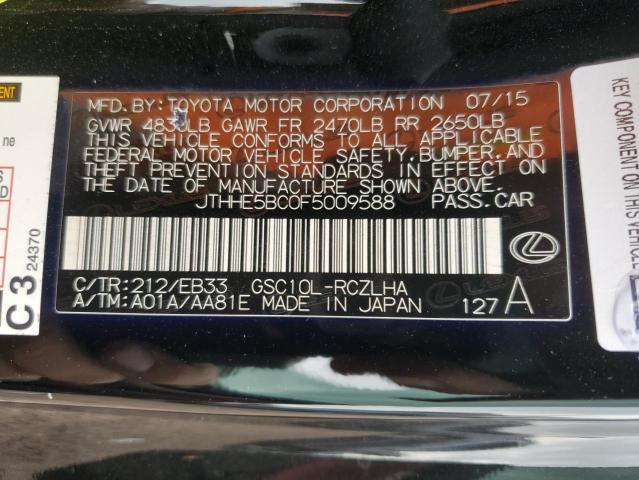 MFD.BY:TOYOTA MOTOR CORPORATION 07/15
GVWR 4830LB GAWR FR 2470LB RR 2650LB
THIS VEHICLE CONFORMS TO ALL APPLICABLE
FEDERAL MOTOR VEHICLE SAFETY,BUMPER,AND
THEFT PREVENTION STANDARDS IN EFFECT ON
THE DATE OF MANUFACTURE SHOWN ABOVE.
JTHHE5BC0F5009588 PASS.CAR
C/TR:212/EB33 GSC10L-RCZLHA
A/TM:A01A/AA81E MADE IN JAPAN 127 A
ne
C 3
24370
KEY COMPONENT
ON THIS VEHICLE